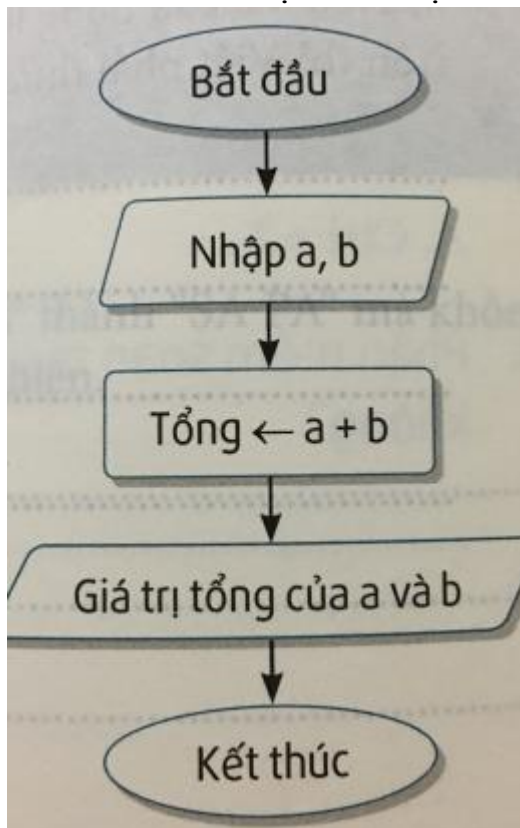 Bắt đầu
Nhập a, b
Tổng ← a + b
Giá trị tổng của a và b
Kết thúc